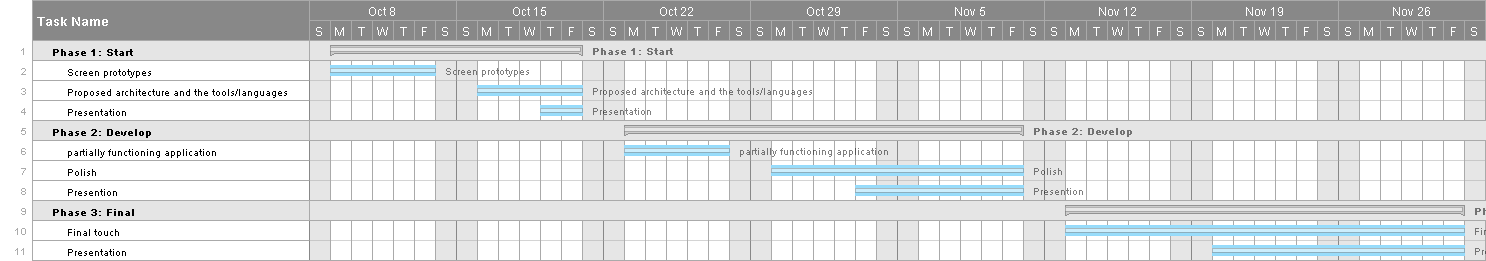 Task Name Oct 8 Oct 15 Oct 22 Oct 29 Nov 5 Nov 12 Nov 19 Nov 26
S M T W T F S S M T W T F S S M T W T F S S M T W T F S S M T W T F S S M T W T F S S M T W T F S S M T W T F S
1 Phase 1: Start Phase 1: Start
2 Screen prototypes Screen prototypes
3 Proposed architecture and the tools/languages Proposed architecture and the tools/languages
4 Presentation Presentation
5 Phase 2: Develop Phase 2: Develop
6 partially functioning application partially functioning application
7 Polish Polish
8 Presention Presention
9 Phase 3: Final Ph
10 Final touch Fin
11 Presentation Pre